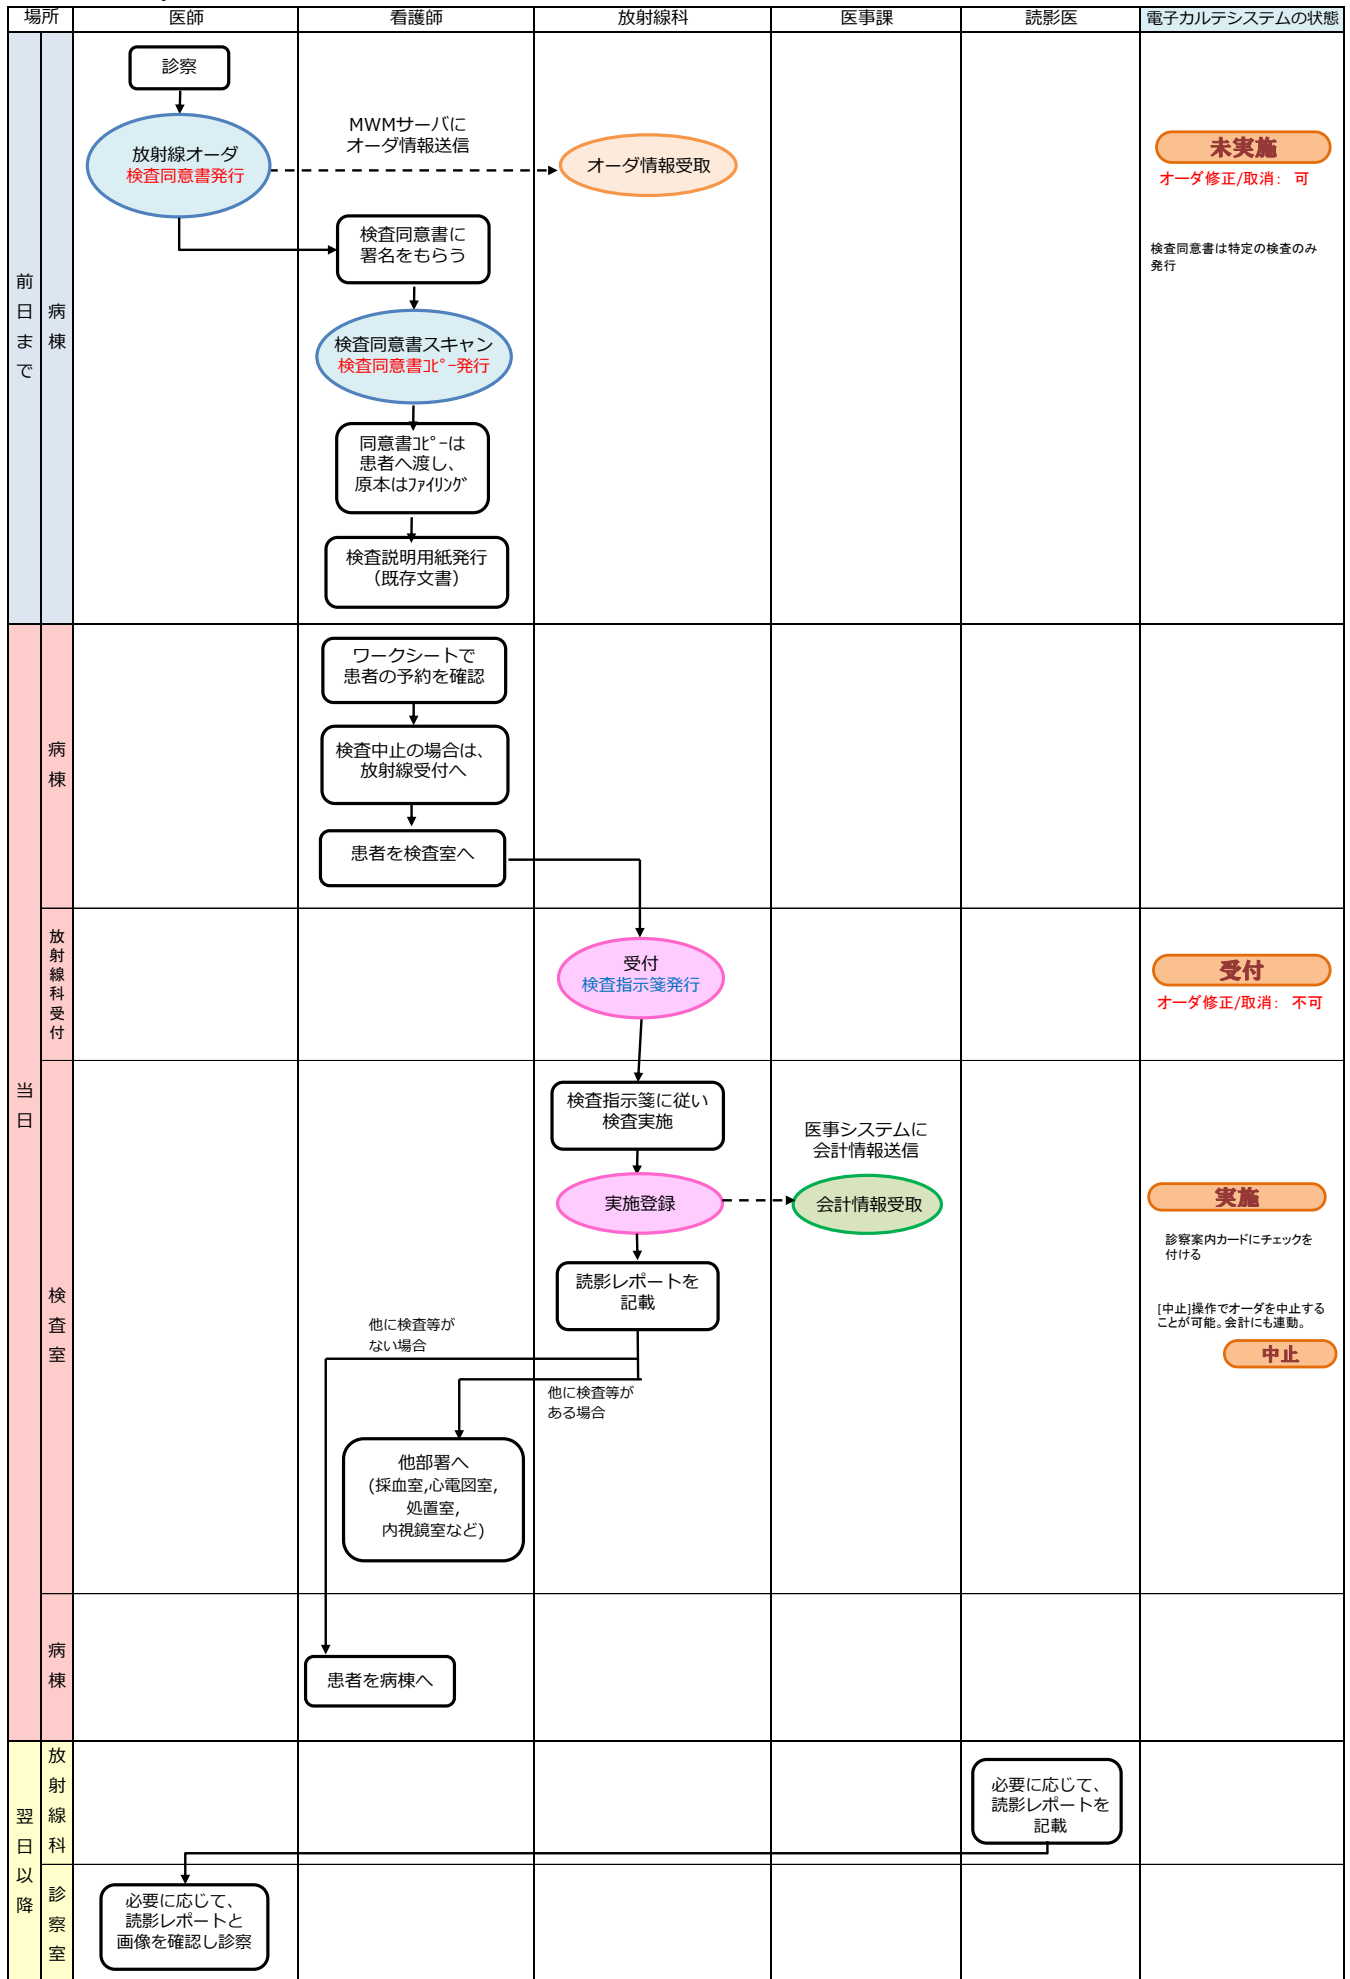 場所
医師
看護師
放射線科
医事課
読影医
電子カルテシステムの状態
前日まで
病棟
診察
放射線オーダ
検査同意書発行
MWMサーバに
オーダ情報送信
オーダ情報受取
未実施
オーダ修正/取消： 可
検査同意書に
署名をもらう
検査同意書は特定の検査のみ
発行
検査同意書スキャン
検査同意書ｺﾋﾟｰ発行
同意書ｺﾋﾟｰは
患者へ渡し、
原本はﾌｧｲﾘﾝｸﾞ
検査説明用紙発行
（既存文書）
当日
病棟
ワークシートで
患者の予約を確認
検査中止の場合は、
放射線受付へ
患者を検査室へ
放射線科受付
受付
検査指示箋発行
受付
オーダ修正/取消： 不可
検査室
検査指示箋に従い
検査実施
医事システムに
会計情報送信
実施登録
会計情報受取
実施
診察案内カードにチェックを
付ける
読影レポートを
記載
[中止]操作でオーダを中止する
ことが可能。会計にも連動。
中止
他に検査等が
ない場合
他に検査等が
ある場合
他部署へ
(採血室,心電図室,
処置室,
内視鏡室など)
病棟
患者を病棟へ
翌日以降
放射線科
必要に応じて、
読影レポートを
記載
診察室
必要に応じて、
読影レポートと
画像を確認し診察